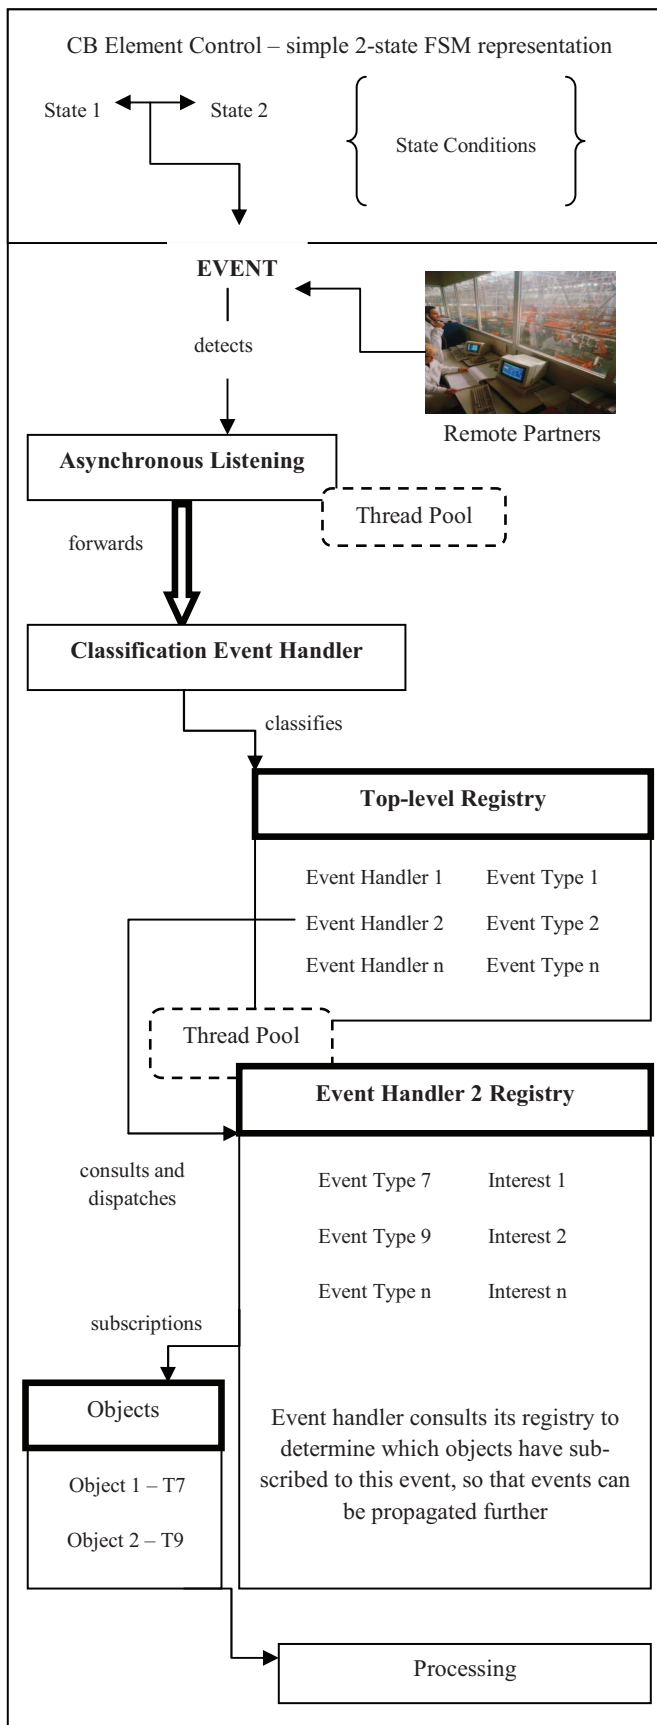 CB Element Control – simple 2-state FSM representation
State 1
State 2
State Conditions
EVENT
detects
Remote Partners
Asynchronous Listening
Thread Pool
forwards
Classification Event Handler
classifies
Top-level Registry
Event Handler 1 Event Type 1
Event Handler 2 Event Type 2
Event Handler n Event Type n
Thread Pool
Event Handler 2 Registry
consults and
dispatches
Event Type 7 Interest 1
Event Type 9 Interest 2
Event Type n Interest n
subscriptions
Objects
Object 1 – T7
Object 2 – T9
Event handler consults its registry to
determine which objects have sub-
scribed to this event, so that events can
be propagated further
Processing